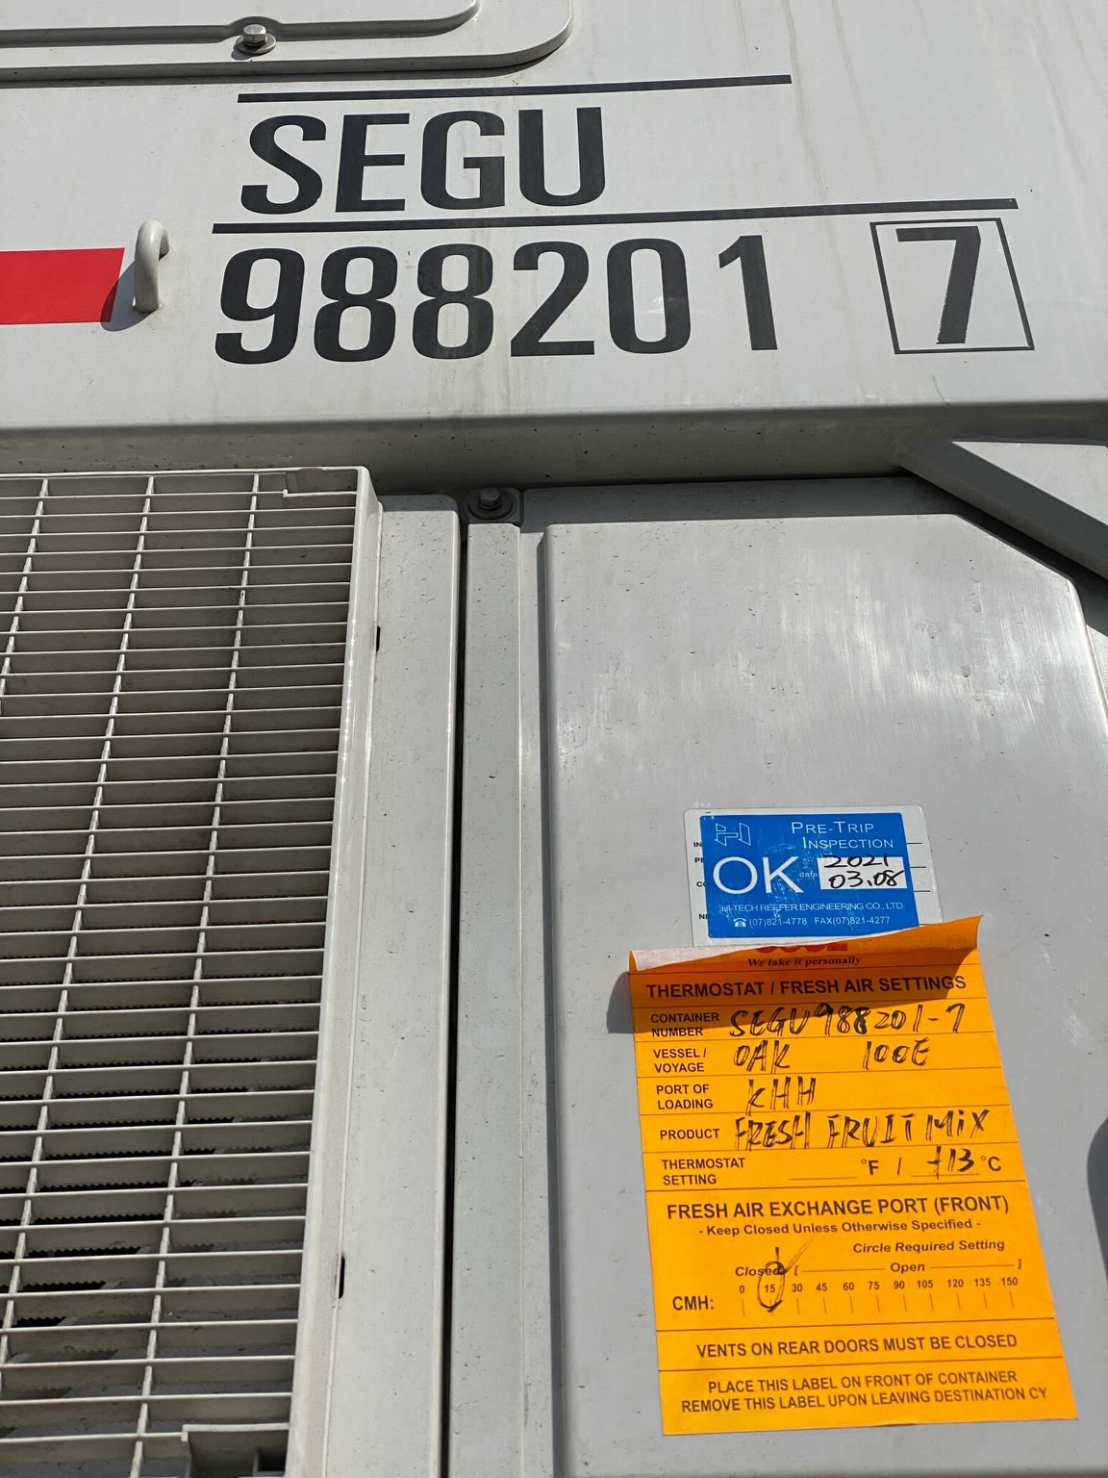 SEGU
988201 7
PRE-TRIP
INSPECTION
OK 2021
03.08
HI-TECH REEFER ENGINEERING CO., LTD.
(07)821-4778 FAX(07)821-4277
We take it personally
THERMOSTAT / FRESH AIR SETTINGS
CONTAINER NUMBER SEGU988201-7
VESSEL / VOYAGE OAK 100E
PORT OF LOADING KHH
PRODUCT FRESH FRUIT MIX
THERMOSTAT SETTING °F / +13 °C
FRESH AIR EXCHANGE PORT (FRONT)
- Keep Closed Unless Otherwise Specified -
Circle Required Setting
Closed [ Open ]
0 15 30 45 60 75 90 105 120 135 150
CMH:
VENTS ON REAR DOORS MUST BE CLOSED
PLACE THIS LABEL ON FRONT OF CONTAINER
REMOVE THIS LABEL UPON LEAVING DESTINATION CY